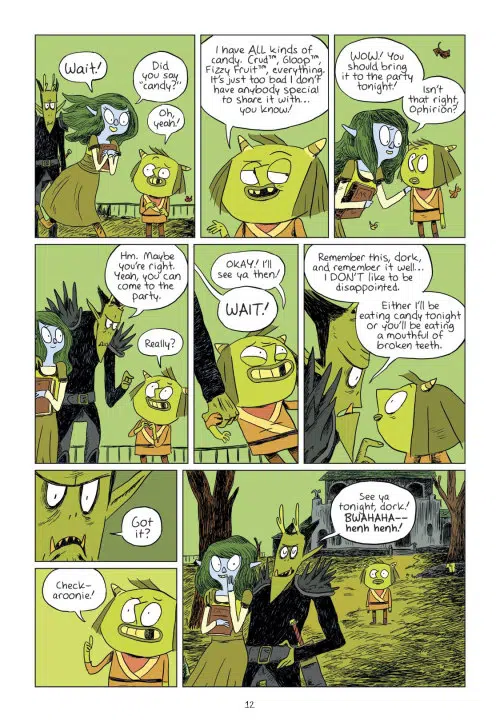 Wait!
Did
you say
"candy?"
Oh,
yeah!
I have ALL kinds of
candy. Crud™, Gloop™,
Fizzy Fruit™, everything.
It's just too bad I don't
have anybody special
to share it with...
you know!
WOW! You
should bring
it to the party
tonight!
Isn't
that right,
Ophirion?
Hm. Maybe
you're right.
Yeah, you can
come to the
party.
Really?
OKAY! I'll
see ya then!
WAIT!
Remember this, dork,
and remember it well...
I DON'T like to be
disappointed.
Either I'll be
eating candy tonight
or you'll be eating
a mouthful of
broken teeth.
Got
it?
Check-
aroonie!
See ya
tonight, dork!
BWAHAHA--
henh henh!
12